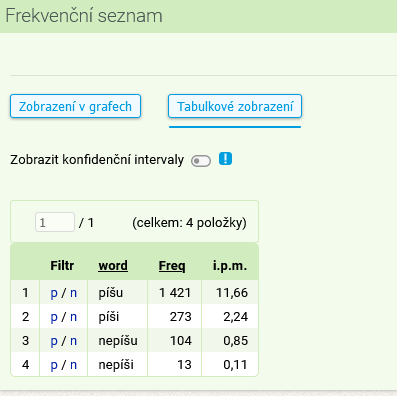 Frekvenční seznam
Zobrazení v grafech Tabulkové zobrazení
Zobrazit konfidenční intervaly !
1 / 1 (celkem: 4 položky)
Filtr word Freq i.p.m.
1 p / n píšu 1 421 11,66
2 p / n píši 273 2,24
3 p / n nepíšu 104 0,85
4 p / n nepíši 13 0,11